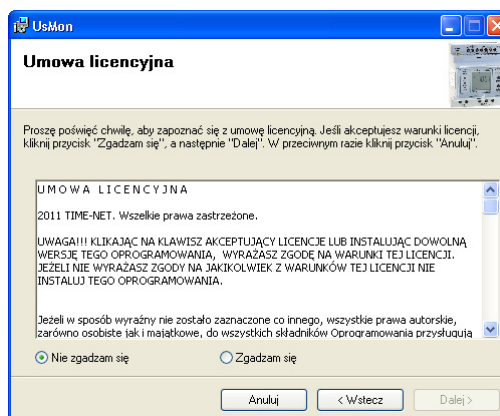 UsMon
Umowa licencyjna
Proszę poświęć chwilę, aby zapoznać się z umowę licencyjną. Jeśli akceptujesz warunki licencji,
kliknij przycisk "Zgadzam się", a następnie "Dalej". W przeciwnym razie kliknij przycisk "Anuluj".
U M O W A   L I C E N C Y J N A
2011 TIME-NET. Wszelkie prawa zastrzeżone.
UWAGA!!! KLIKAJĄC NA KLAWISZ AKCEPTUJĄCY LICENCJE LUB INSTALUJĄC DOWOLNĄ
WERSJĘ TEGO OPROGRAMOWANIA,  WYRAŻASZ ZGODĘ NA WARUNKI TEJ LICENCJI.
JEŻELI NIE WYRAŻASZ ZGODY NA JAKIKOLWIEK Z WARUNKÓW TEJ LICENCJI NIE
INSTALUJ TEGO OPROGRAMOWANIA.
Jeżeli w sposób wyraźny nie zostało zaznaczone co innego, wszystkie prawa autorskie,
zarówno osobiste jak i majątkowe, do wszystkich składników Oprogramowania przysługują
Nie zgadzam się
Zgadzam się
Anuluj
< Wstecz
Dalej >